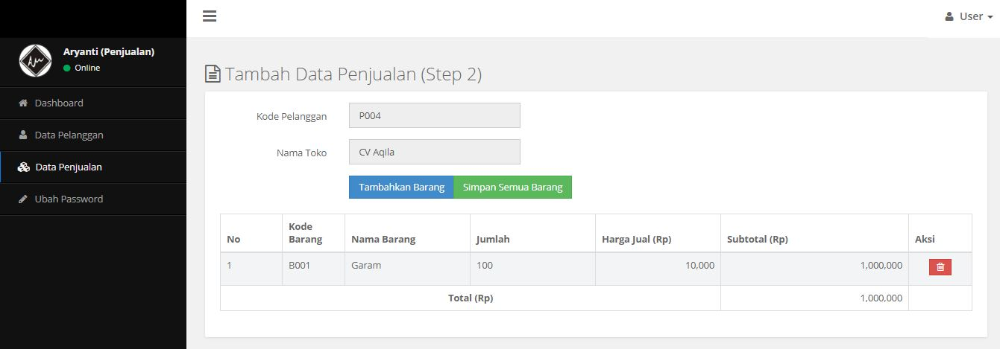 User
Aryanti (Penjualan)
Online
Dashboard
Data Pelanggan
Data Penjualan
Ubah Password
Tambah Data Penjualan (Step 2)
Kode Pelanggan P004
Nama Toko CV Aqila
Tambahkan Barang Simpan Semua Barang
No Kode Barang Nama Barang Jumlah Harga Jual (Rp) Subtotal (Rp) Aksi
1 B001 Garam 100 10,000 1,000,000
Total (Rp) 1,000,000